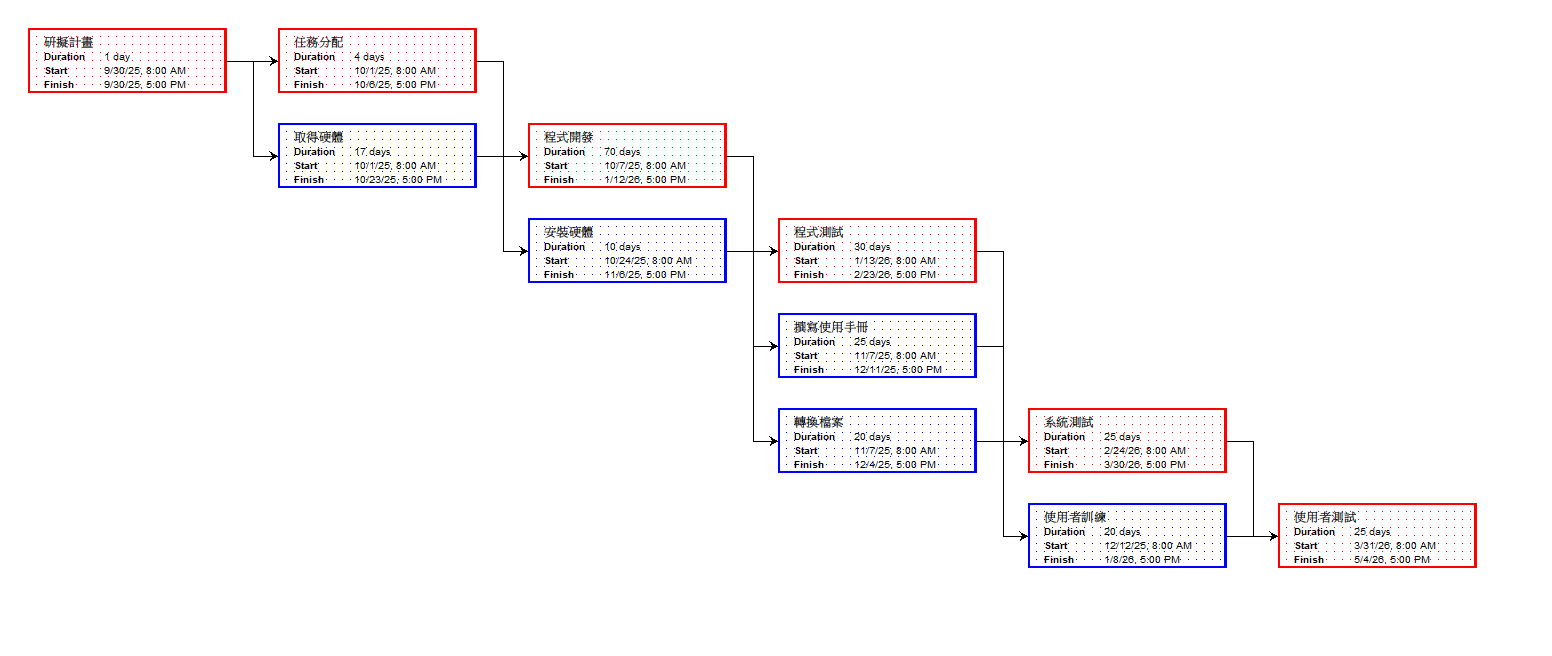 研擬計畫
Duration 1 day
Start 9/30/25, 8:00 AM
Finish 9/30/25, 5:00 PM
任務分配
Duration 4 days
Start 10/1/25, 8:00 AM
Finish 10/6/25, 5:00 PM
取得硬體
Duration 17 days
Start 10/1/25, 8:00 AM
Finish 10/23/25, 5:00 PM
程式開發
Duration 70 days
Start 10/7/25, 8:00 AM
Finish 1/12/26, 5:00 PM
安裝硬體
Duration 10 days
Start 10/24/25, 8:00 AM
Finish 11/6/25, 5:00 PM
程式測試
Duration 30 days
Start 1/13/26, 8:00 AM
Finish 2/23/26, 5:00 PM
撰寫使用手冊
Duration 25 days
Start 11/7/25, 8:00 AM
Finish 12/11/25, 5:00 PM
轉換檔案
Duration 20 days
Start 11/7/25, 8:00 AM
Finish 12/4/25, 5:00 PM
系統測試
Duration 25 days
Start 2/24/26, 8:00 AM
Finish 3/30/26, 5:00 PM
使用者訓練
Duration 20 days
Start 12/12/25, 8:00 AM
Finish 1/8/26, 5:00 PM
使用者測試
Duration 25 days
Start 3/31/26, 8:00 AM
Finish 5/4/26, 5:00 PM